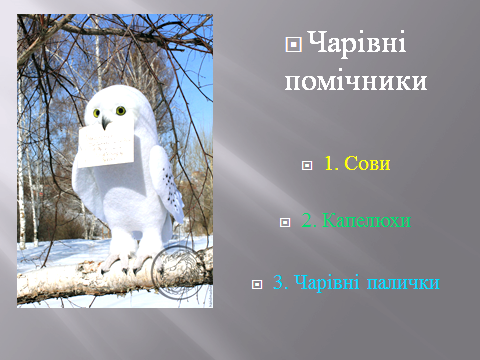 Чарівні
помічники
1. Сови
2. Капелюхи
3. Чарівні палички